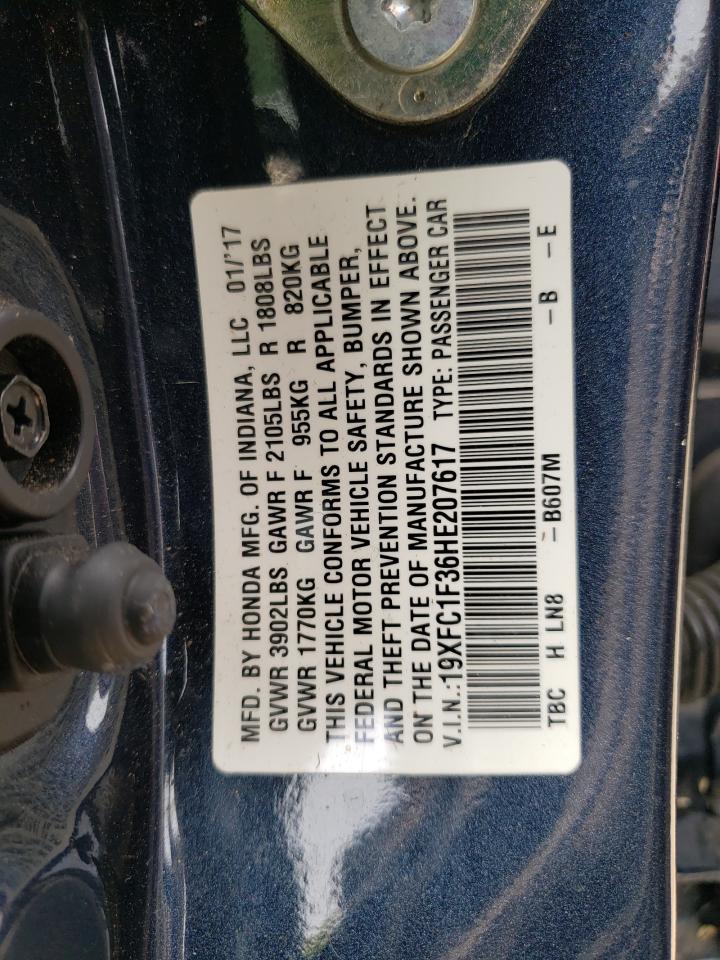 MFD. BY HONDA MFG. OF INDIANA, LLC 01/'17
GVWR 3902LBS GAWR F 2105LBS R 1808LBS
GVWR 1770KG GAWR F 955KG R 820KG
THIS VEHICLE CONFORMS TO ALL APPLICABLE
FEDERAL MOTOR VEHICLE SAFETY, BUMPER,
AND THEFT PREVENTION STANDARDS IN EFFECT
ON THE DATE OF MANUFACTURE SHOWN ABOVE.
V.I.N.:19XFC1F36HE207617 TYPE: PASSENGER CAR
TBC H LN8 – B607M – B – E